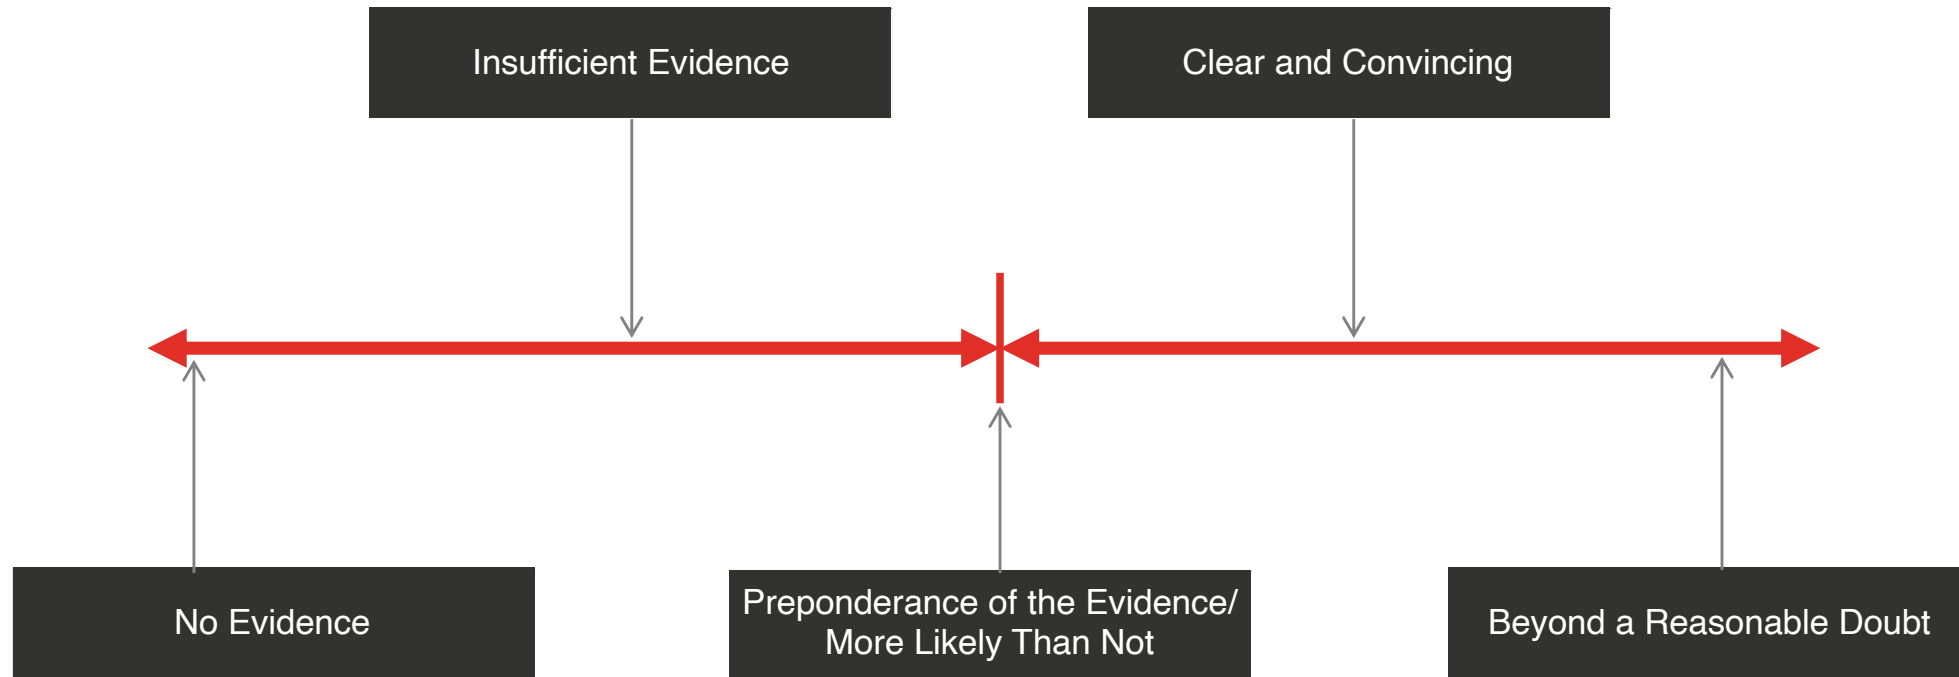 Insufficient Evidence
Clear and Convincing
No Evidence
Preponderance of the Evidence/
More Likely Than Not
Beyond a Reasonable Doubt